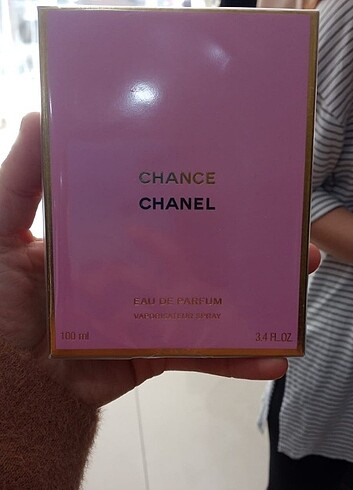 CHANCE
CHANEL
EAU DE PARFUM
VAPORISATEUR SPRAY
100 ml 3.4 FL.OZ